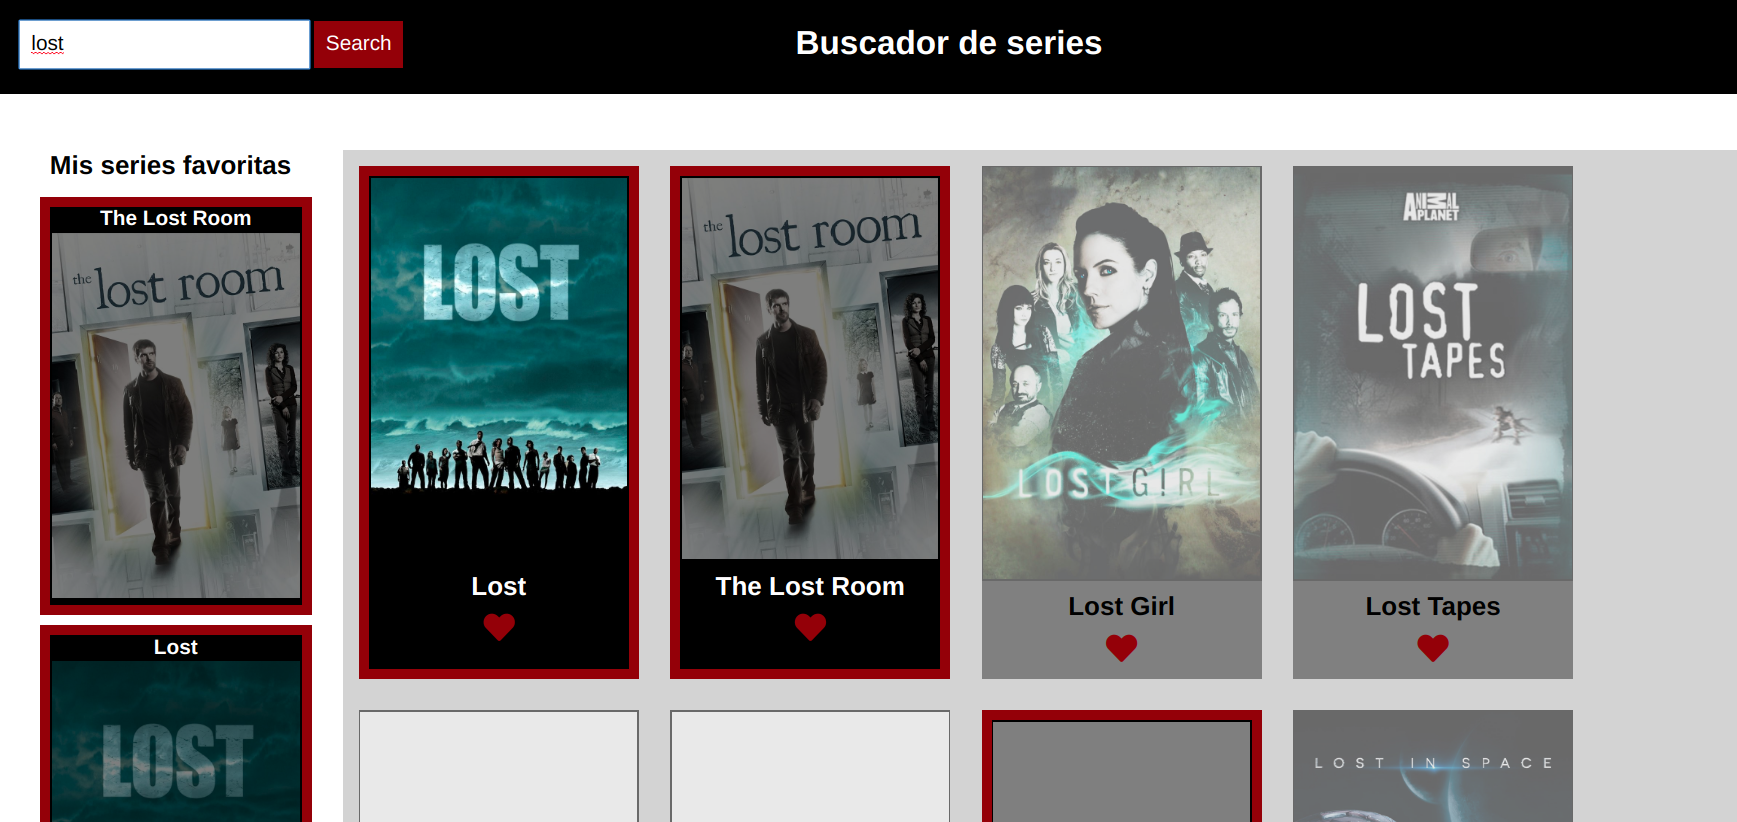 lost
Search
Buscador de series
Mis series favoritas
The Lost Room
the lost room
Lost
LOST
LOST
Lost
the lost room
The Lost Room
LOST GIRL
Lost Girl
ANIMAL
PLANET
LOST
TAPES
Lost Tapes
LOST IN SPACE